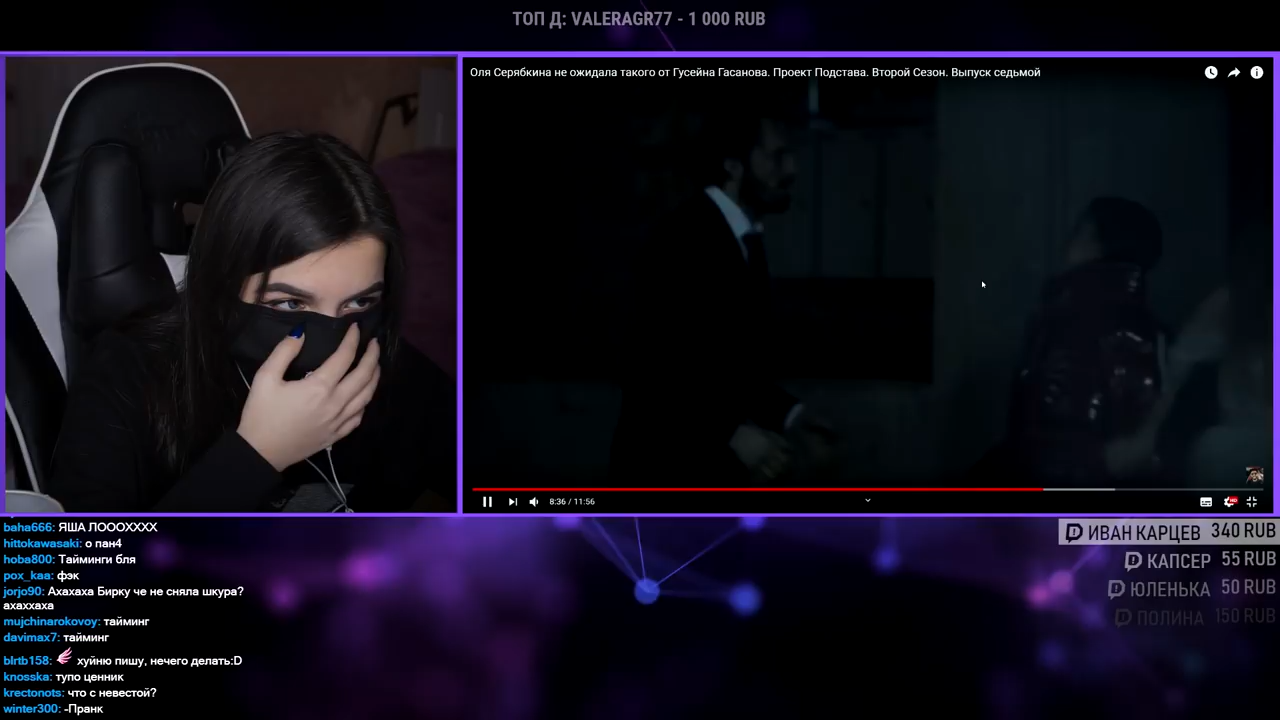 ТОП Д: VALERAGR77 - 1 000 RUB
Оля Серябкина не ожидала такого от Гусейна Гасанова. Проект Подстава. Второй Сезон. Выпуск седьмой
8:36 / 11:56
HD
baha666: ЯША ЛОООХХХХ
hittokawasaki: о пан4
hoba800: Тайминги бля
pox_kaa: фэк
jorjo90: Ахахаха Бирку че не сняла шкура?
ахаххаха
mujchinarokovoy: тайминг
davimax7: тайминг
blrtb158: хуйню пишу, нечего делать:D
knosska: тупо ценник
krectonots: что с невестой?
winter300: -Пранк
ИВАН КАРЦЕВ 340 RUB
КАПСЕР 55 RUB
ЮЛЕНЬКА 50 RUB
ПОЛИНА 150 RUB